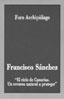 Foro Archipiélago
Francisco Sánchez
"El cielo de Canarias.
Un recurso natural a proteger"